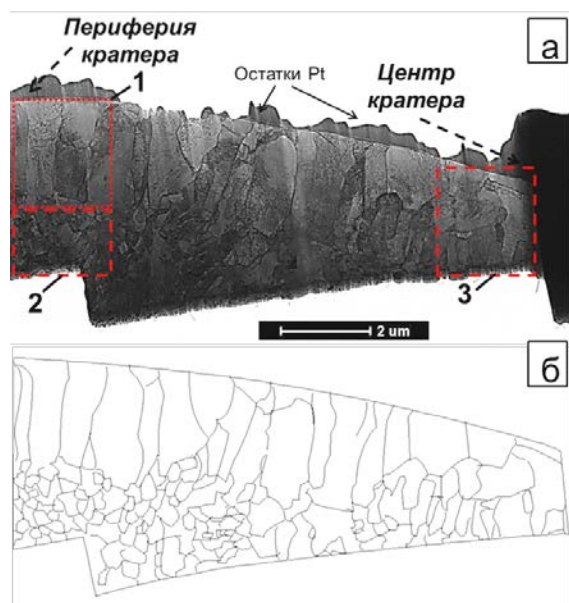 Периферия
кратера
1
Остатки Pt
Центр
кратера
а
2
3
2 um
б